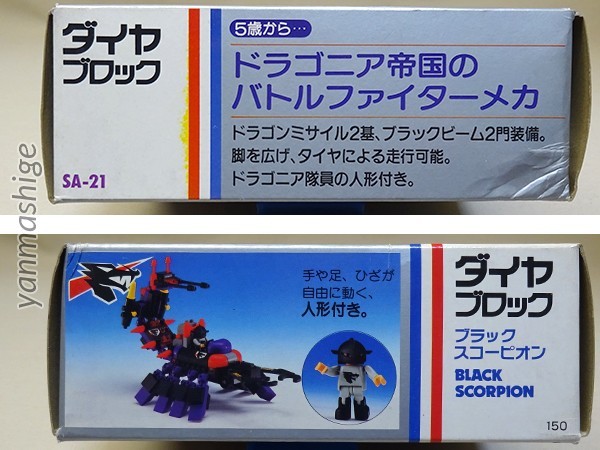 ダイヤ
ブロック
SA-21
5歳から…
ドラゴニア帝国の
バトルファイターメカ
ドラゴンミサイル2基、ブラックビーム2門装備。
脚を広げ、タイヤによる走行可能。
ドラゴニア隊員の人形付き。
yanmashige
手や足、ひざが
自由に動く、
人形付き。
ダイヤ
ブロック
ブラック
スコーピオン
BLACK
SCORPION
150